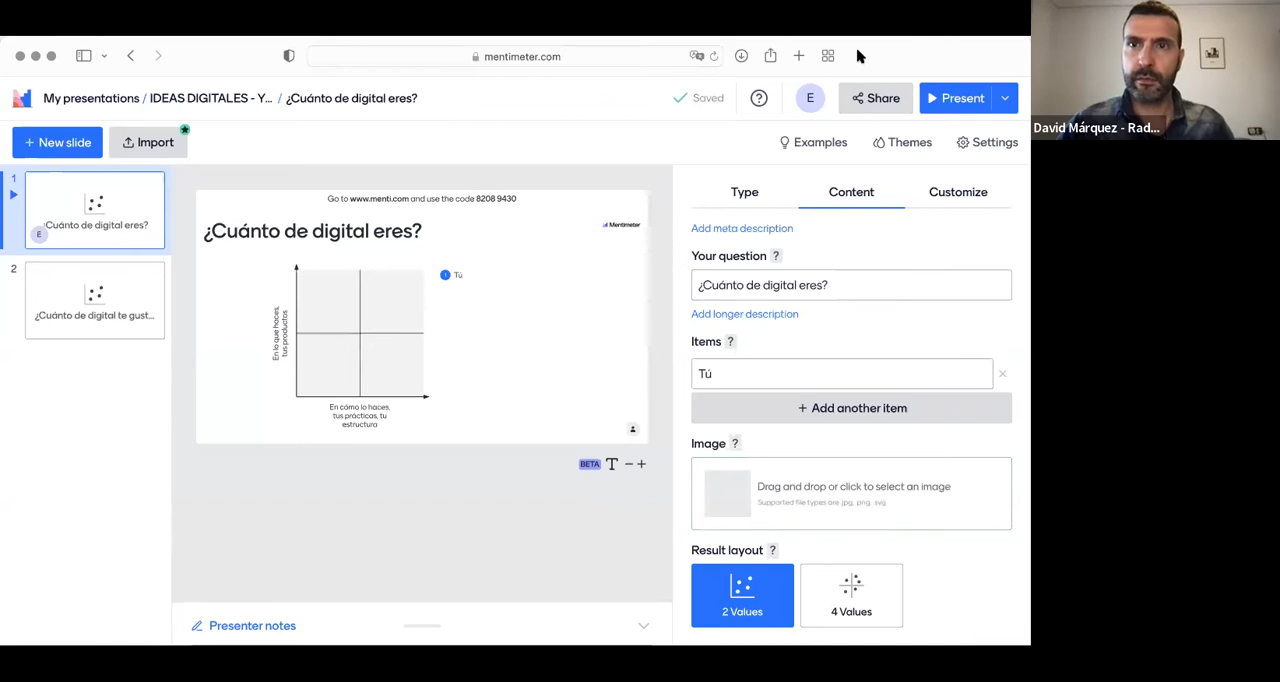 mentimeter.com
My presentations / IDEAS DIGITALES - Y... / ¿Cuánto de digital eres?
Saved
?
E
Share
Present
+ New slide
Import
Examples
Themes
Settings
1
¿Cuánto de digital eres?
E
2
¿Cuánto de digital te gust...
Go to www.menti.com and use the code 8208 9430
¿Cuánto de digital eres?
Mentimeter
En lo que haces,
tus productos
1 Tú
En cómo lo haces,
tus prácticas, tu
estructura
BETA T − +
Presenter notes
Type
Content
Customize
Add meta description
Your question ?
¿Cuánto de digital eres?
Add longer description
Items ?
Tú
+ Add another item
Image ?
Drag and drop or click to select an image
Supported file types are .jpg, .png, .svg
Result layout ?
2 Values
4 Values
David Márquez - Rad...